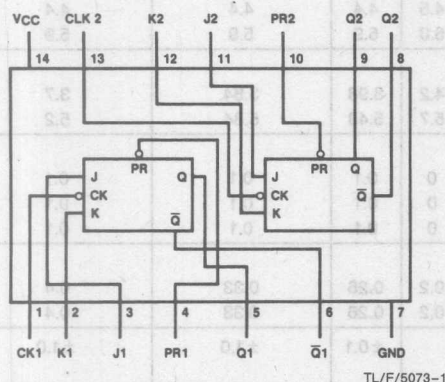 VCC CLK 2 K2 J2 PR2 Q2 Q2
14 13 12 11 10 9 8
PR PR
J Q J Q
CK CK Q̅
K Q̅ K
1 2 3 4 5 6 7
CK1 K1 J1 PR1 Q1 Q̅1 GND
TL/F/5073–1